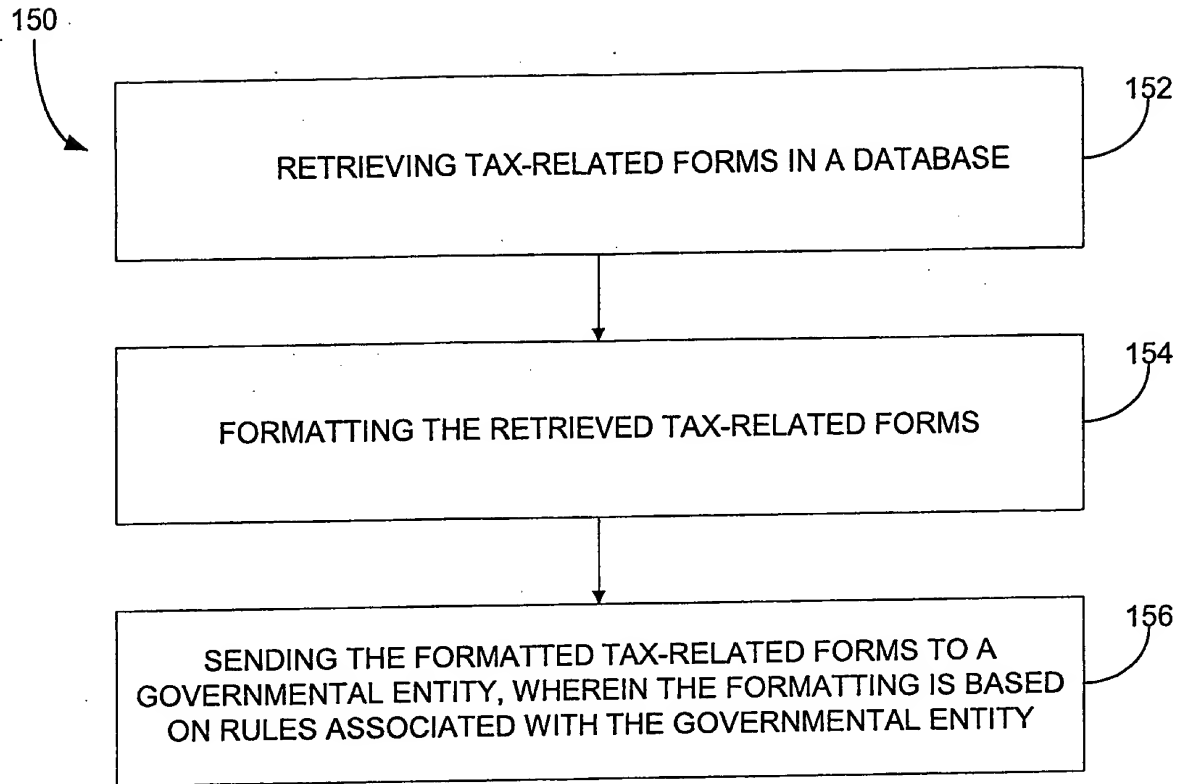 150
152
RETRIEVING TAX-RELATED FORMS IN A DATABASE
154
FORMATTING THE RETRIEVED TAX-RELATED FORMS
156
SENDING THE FORMATTED TAX-RELATED FORMS TO A
GOVERNMENTAL ENTITY, WHEREIN THE FORMATTING IS BASED
ON RULES ASSOCIATED WITH THE GOVERNMENTAL ENTITY